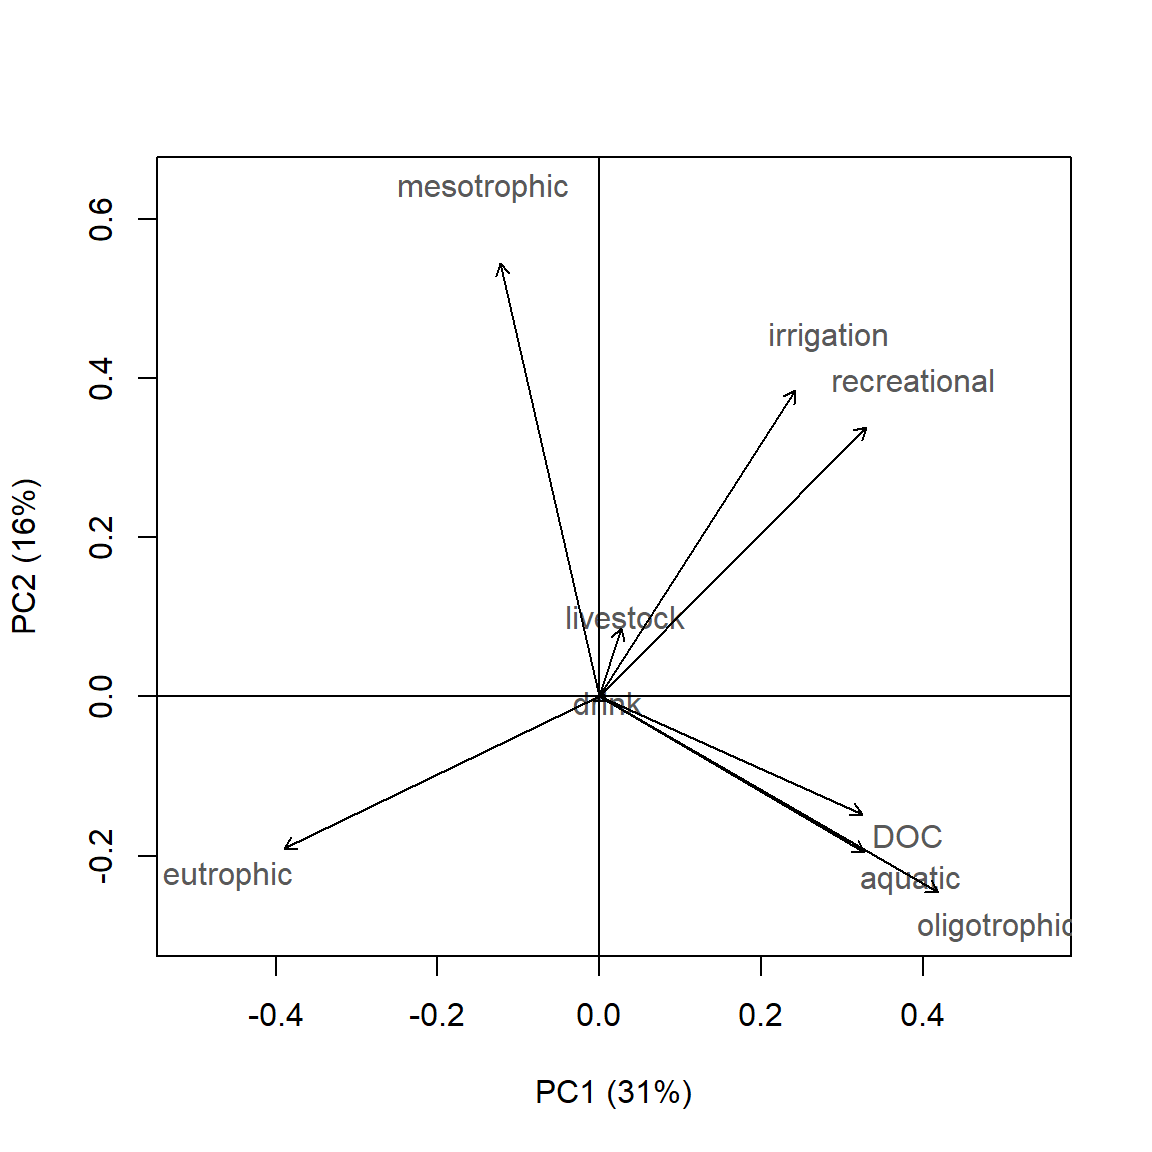 mesotrophic
irrigation
recreational
livestock
drink
DOC
aquatic
oligotrophic
eutrophic
0.6
0.4
0.2
0.0
-0.2
PC2 (16%)
-0.4 -0.2 0.0 0.2 0.4
PC1 (31%)